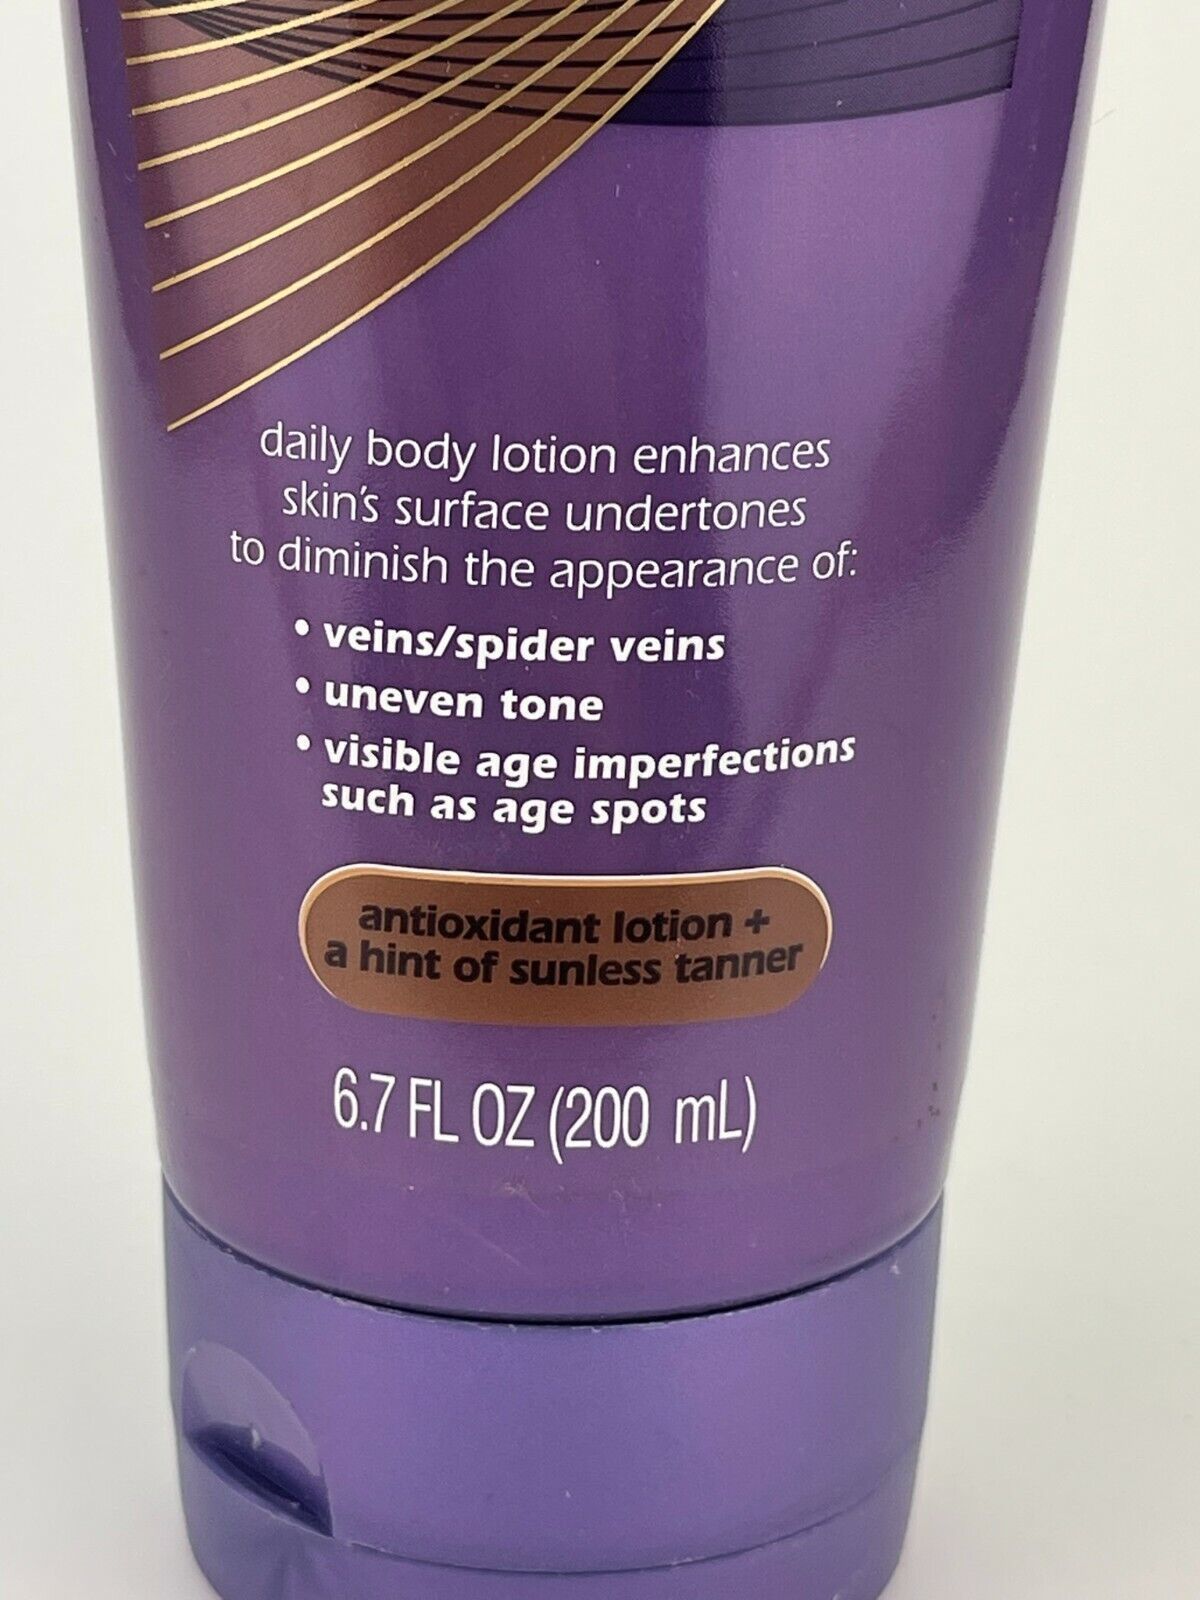 daily body lotion enhances
skin's surface undertones
to diminish the appearance of:
• veins/spider veins
• uneven tone
• visible age imperfections
such as age spots
antioxidant lotion +
a hint of sunless tanner
6.7 FL OZ (200 mL)